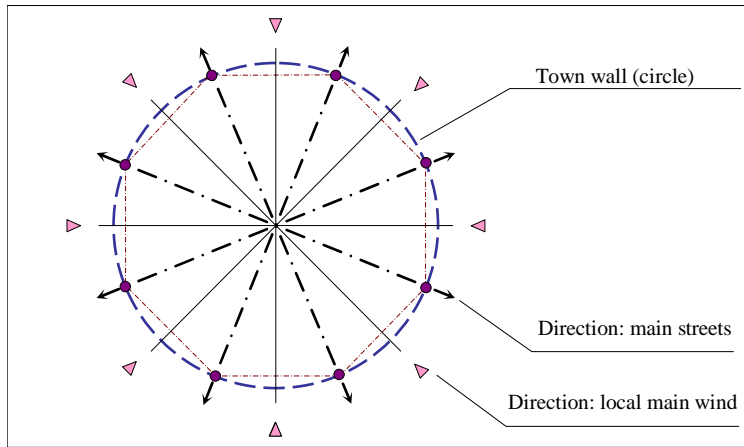 Town wall (circle)
Direction: main streets
Direction: local main wind